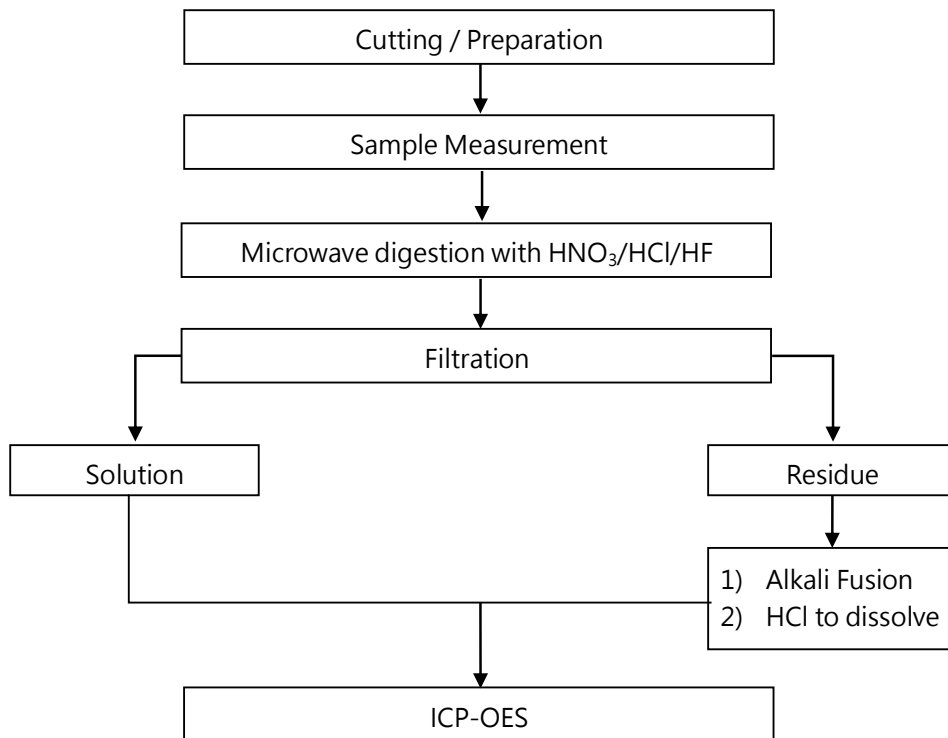 Cutting / Preparation
Sample Measurement
Microwave digestion with HNO₃/HCl/HF
Filtration
Solution
Residue
1) Alkali Fusion
2) HCl to dissolve
ICP-OES